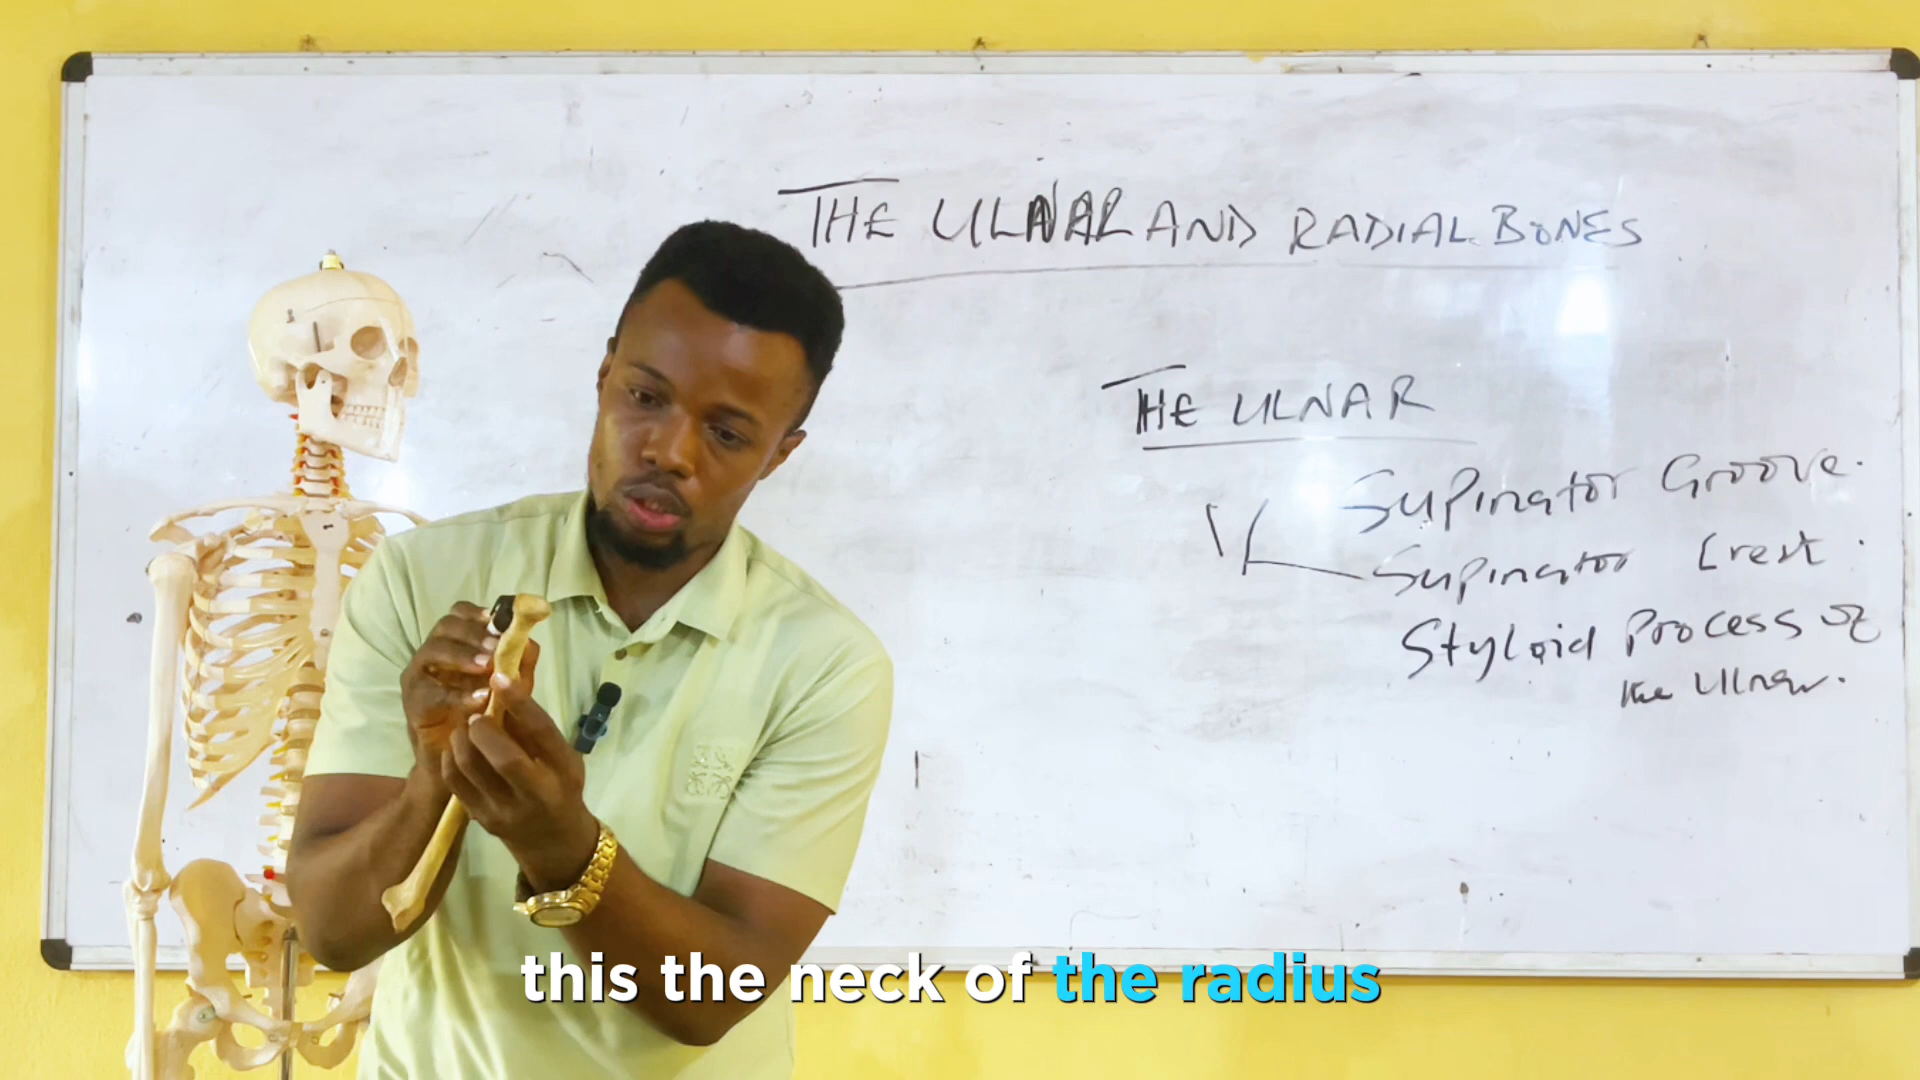 THE ULNAR AND RADIAL BONES
THE ULNAR
Supinator Groove.
Supinator Crest.
Styloid Process of
the Ulnar.
this the neck of the radius